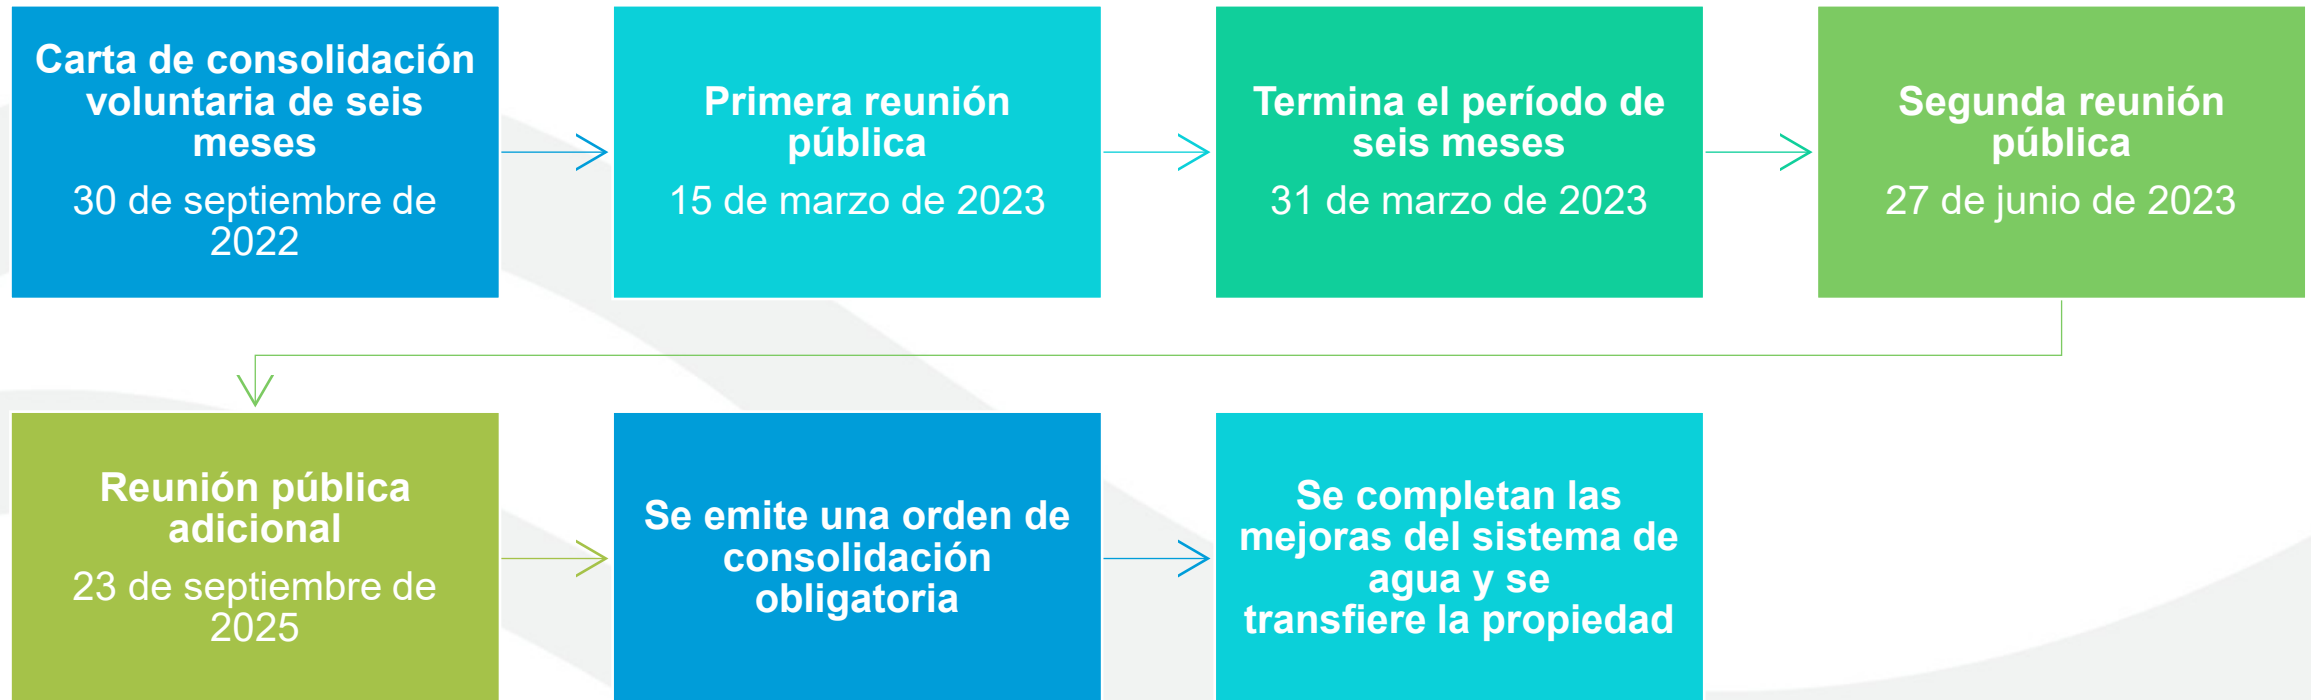 Carta de consolidación
voluntaria de seis
meses
30 de septiembre de
2022
Primera reunión
pública
15 de marzo de 2023
Termina el período de
seis meses
31 de marzo de 2023
Segunda reunión
pública
27 de junio de 2023
Reunión pública
adicional
23 de septiembre de
2025
Se emite una orden de
consolidación
obligatoria
Se completan las
mejoras del sistema de
agua y se
transfiere la propiedad